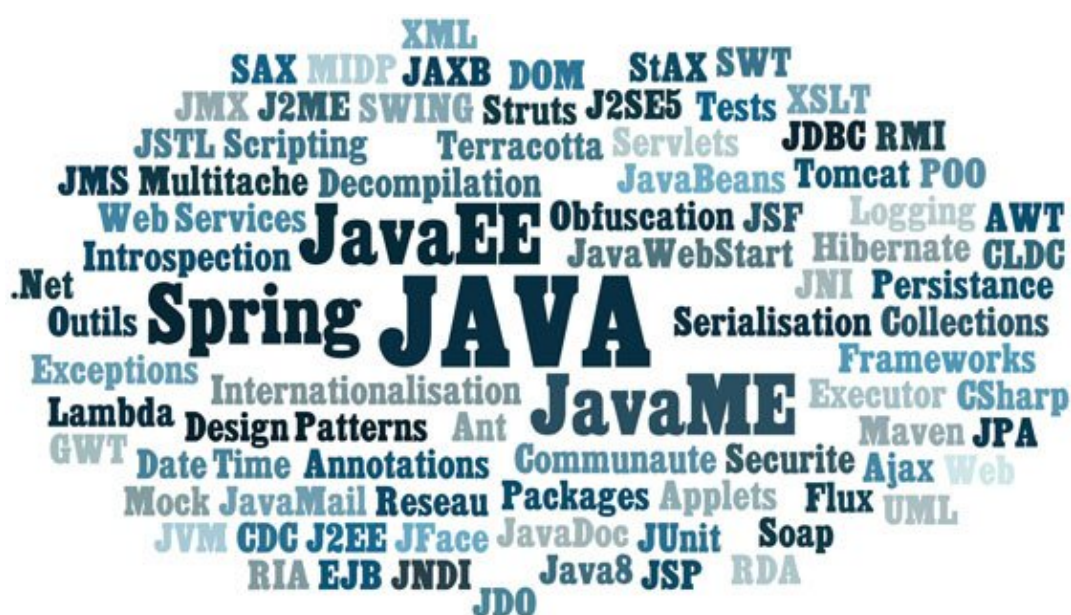 XML
SAX MIDP JAXB DOM StAX SWT
JMX J2ME SWING Struts J2SE5 Tests XSLT
JSTL Scripting Terracotta Servlets JDBC RMI
JMS Multitache Decompilation JavaBeans Tomcat POO
Web Services JavaEE Obfuscation JSF Logging AWT
Introspection JavaWebStart Hibernate CLDC
.Net JNI Persistance
Outils Spring JAVA Serialisation Collections
Exceptions Frameworks
Internationalisation JavaME Executor CSharp
Lambda Design Patterns Ant Maven JPA
GWT Date Time Annotations Communaute Securite Ajax Web
Mock JavaMail Reseau Packages Applets Flux UML
JVM CDC J2EE JFace JavaDoc JUnit Soap
RIA EJB JNDI Java8 JSP RDA
JDO